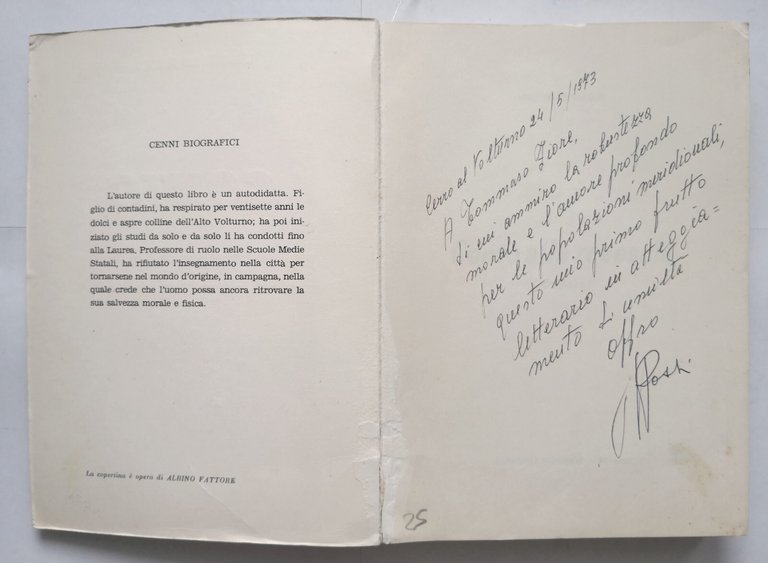 CENNI BIOGRAFICI
L'autore di questo libro è un autodidatta. Fi-
glio di contadini, ha respirato per ventisette anni le
dolci e aspre colline dell'Alto Volturno; ha poi ini-
ziato gli studi da solo e da solo li ha condotti fino
alla Laurea. Professore di ruolo nelle Scuole Medie
Statali, ha rifiutato l'insegnamento nella città per
tornarsene nel mondo d'origine, in campagna, nella
quale crede che l'uomo possa ancora ritrovare la
sua salvezza morale e fisica.
La copertina è opera di ALBINO FATTORE
Cerro al Volturno 24/5/1973
A Tommaso Fiore,
di cui ammiro la robustezza
morale e l'amore profondo
per le popolazioni meridionali,
questo mio primo frutto
letterario in atteggia=
mento di umiltà
offro
25